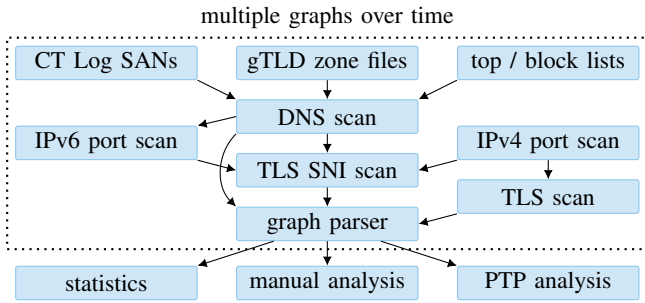 multiple graphs over time
CT Log SANs
gTLD zone files
top / block lists
DNS scan
IPv6 port scan
IPv4 port scan
TLS SNI scan
TLS scan
graph parser
statistics
manual analysis
PTP analysis